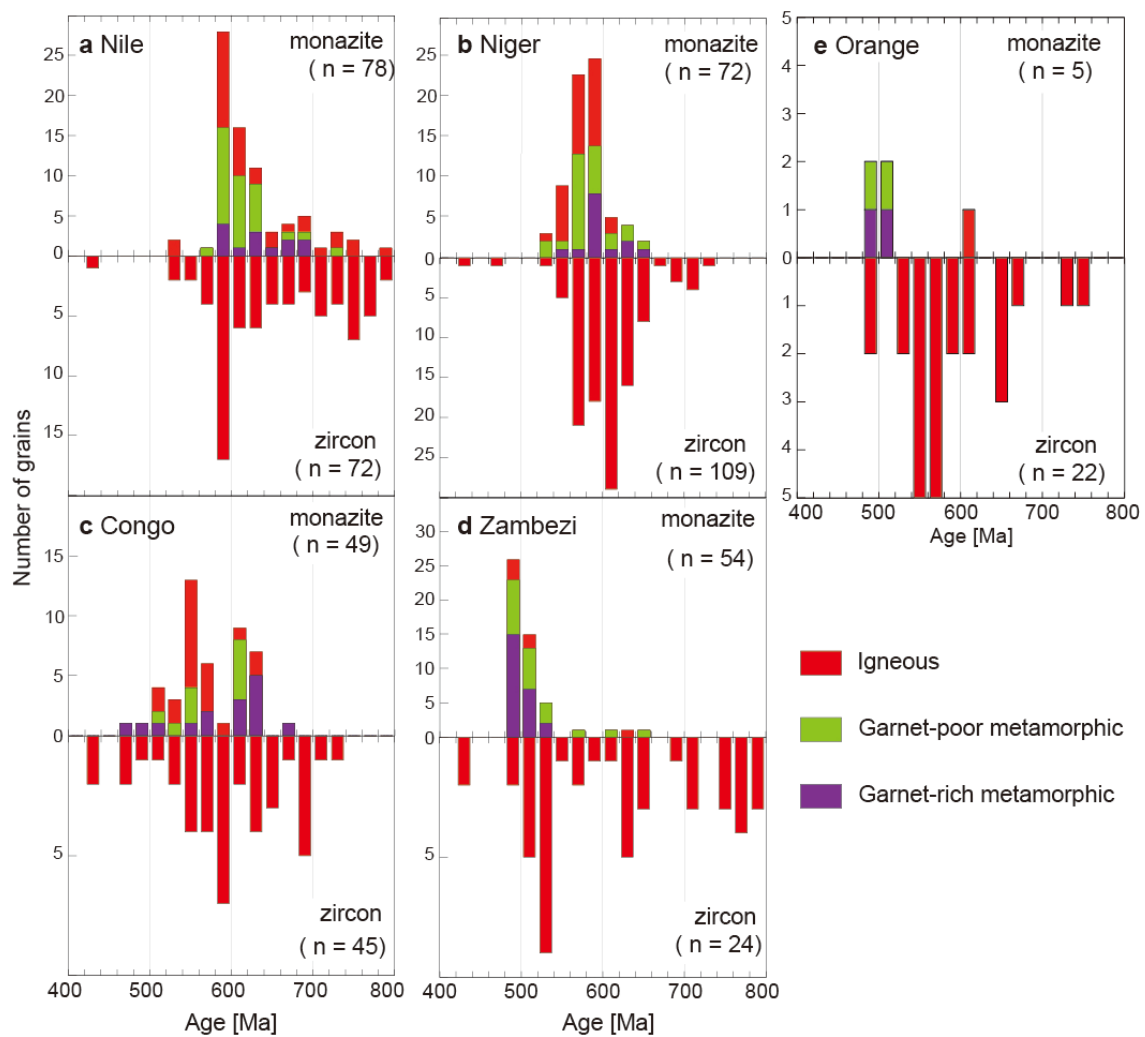 a Nile
monazite
( n = 78)
25
20
15
10
5
0
5
10
15
zircon
( n = 72)
b Niger
monazite
( n = 72)
25
20
15
10
5
0
5
10
15
20
25
zircon
( n = 109)
5
4
3
2
1
0
1
2
3
4
5
e Orange
monazite
( n = 5)
zircon
( n = 22)
400 500 600 700 800
Age [Ma]
Number of grains
c Congo
monazite
( n = 49)
15
10
5
0
5
zircon
( n = 45)
400 500 600 700 800
Age [Ma]
d Zambezi
monazite
( n = 54)
30
25
20
15
10
5
0
5
zircon
( n = 24)
400 500 600 700 800
Age [Ma]
Igneous
Garnet-poor metamorphic
Garnet-rich metamorphic